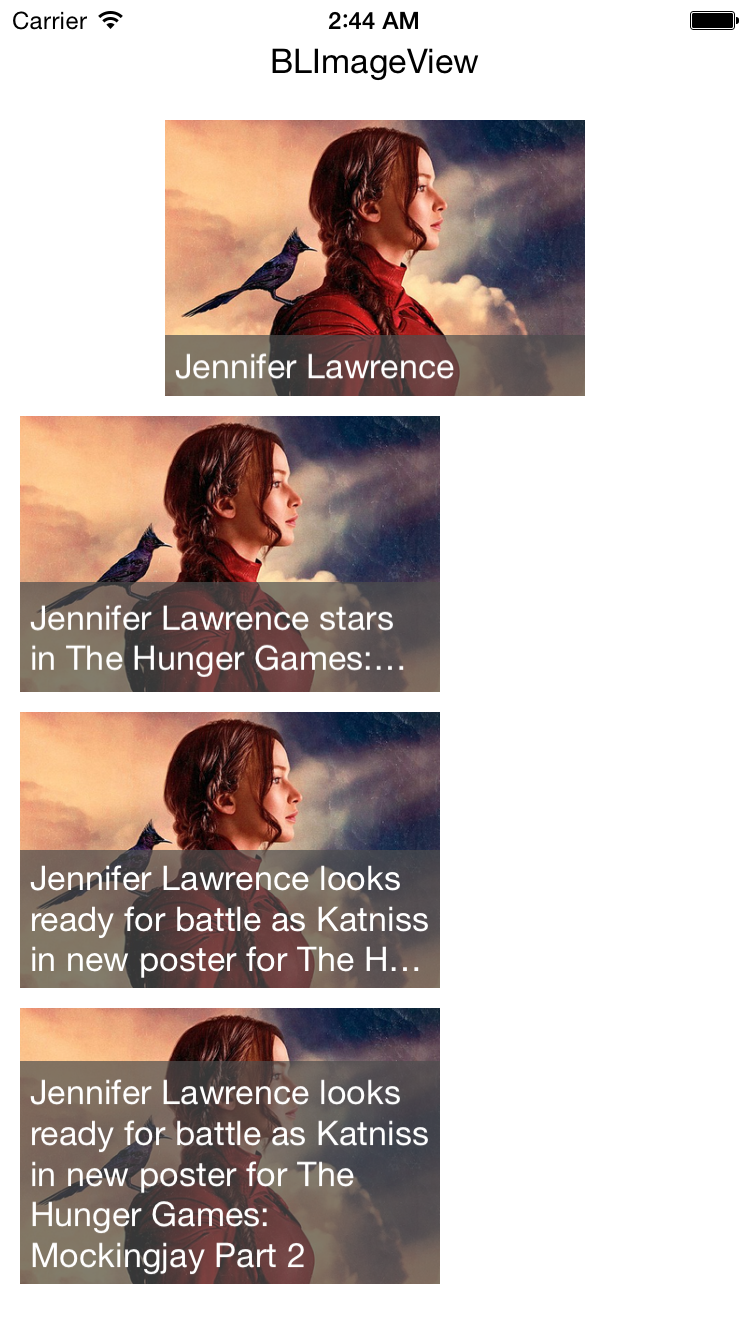 Carrier 2:44 AM
BLImageView
Jennifer Lawrence
Jennifer Lawrence stars
in The Hunger Games:…
Jennifer Lawrence looks
ready for battle as Katniss
in new poster for The H…
Jennifer Lawrence looks
ready for battle as Katniss
in new poster for The
Hunger Games:
Mockingjay Part 2